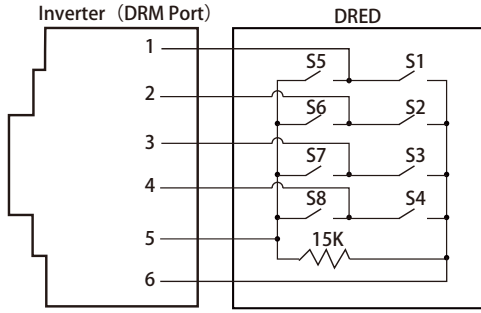 Inverter（DRM Port） DRED
1
S5 S1
2
S6 S2
3
S7 S3
4
S8 S4
5
15K
6